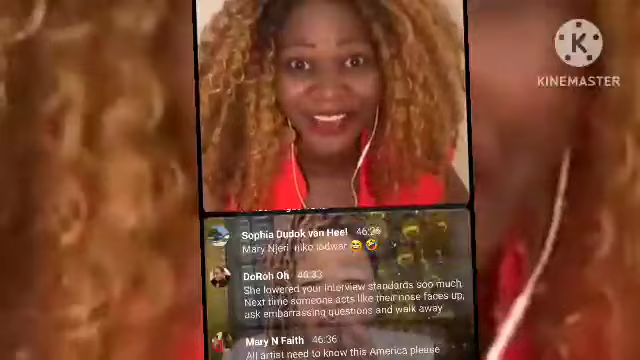 KINEMASTER
Sophia Dudok van Heel 46:26
Mary Njeri niko lodwar 😂🤣
DoRoh Oh 46:33
She lowered your interview standards soo much.
Next time someone acts like their nose faces up,
ask embarrassing questions and walk away
Mary N Faith 46:36
All artist need to know this America please